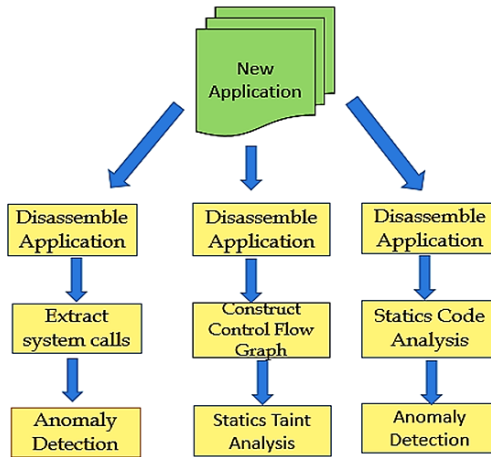 New
Application
Disassemble
Application
Disassemble
Application
Disassemble
Application
Extract
system calls
Construct
Control Flow
Graph
Statics Code
Analysis
Anomaly
Detection
Statics Taint
Analysis
Anomaly
Detection